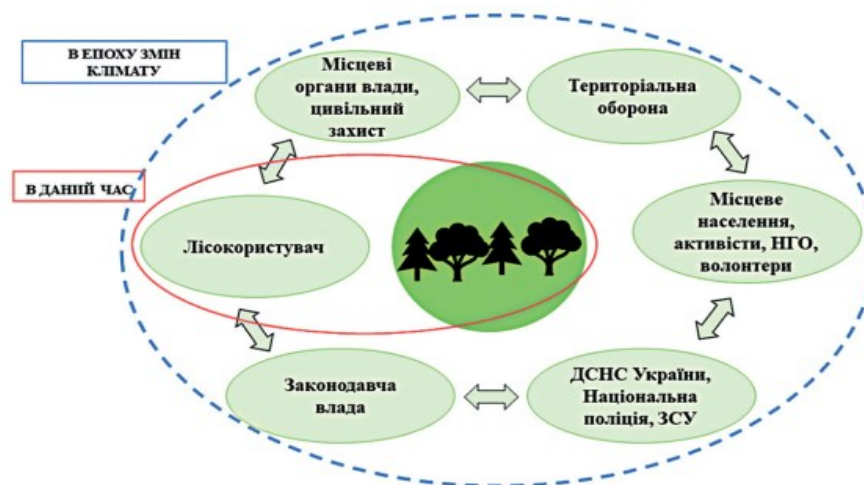 В ЕПОХУ ЗМІН
КЛІМАТУ
Місцеві
органи влади,
цивільний
захист
Територіальна
оборона
В ДАНИЙ ЧАС
Лісокористувач
Місцеве
населення,
активісти, НГО,
волонтери
Законодавча
влада
ДСНС України,
Національна
поліція, ЗСУ